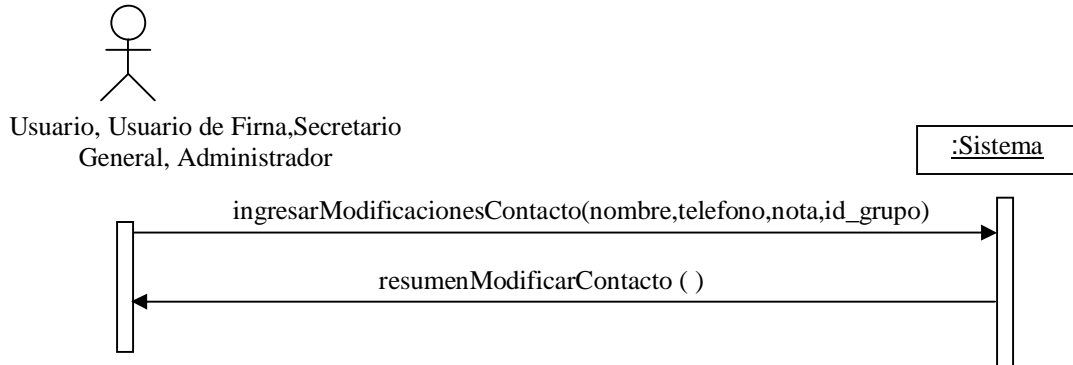 Usuario, Usuario de Firna,Secretario
General, Administrador
:Sistema
ingresarModificacionesContacto(nombre,telefono,nota,id_grupo)
resumenModificarContacto ( )